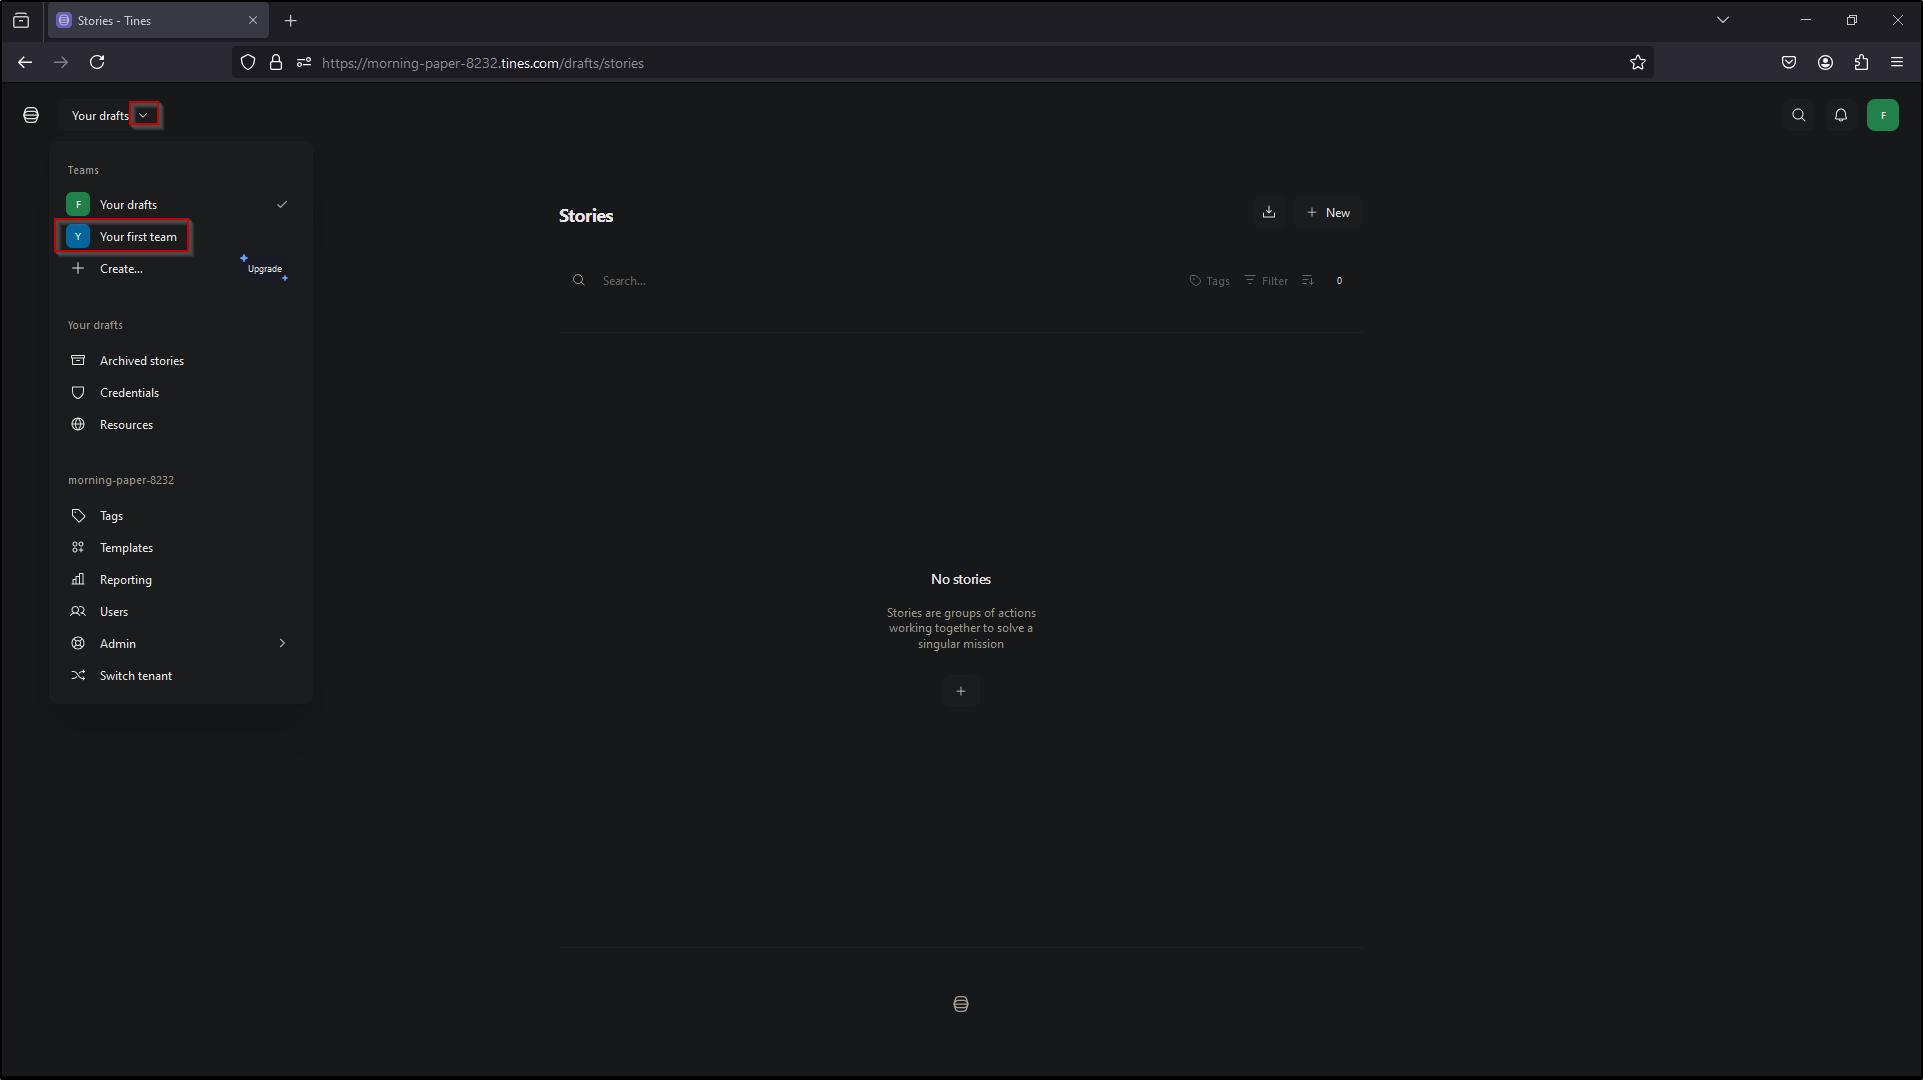 Stories - Tines
https://morning-paper-8232.tines.com/drafts/stories
Your drafts
F
Teams
F Your drafts
Y Your first team
Create...
Upgrade
Your drafts
Archived stories
Credentials
Resources
morning-paper-8232
Tags
Templates
Reporting
Users
Admin
Switch tenant
Stories
New
Search...
Tags
Filter
0
No stories
Stories are groups of actions
working together to solve a
singular mission